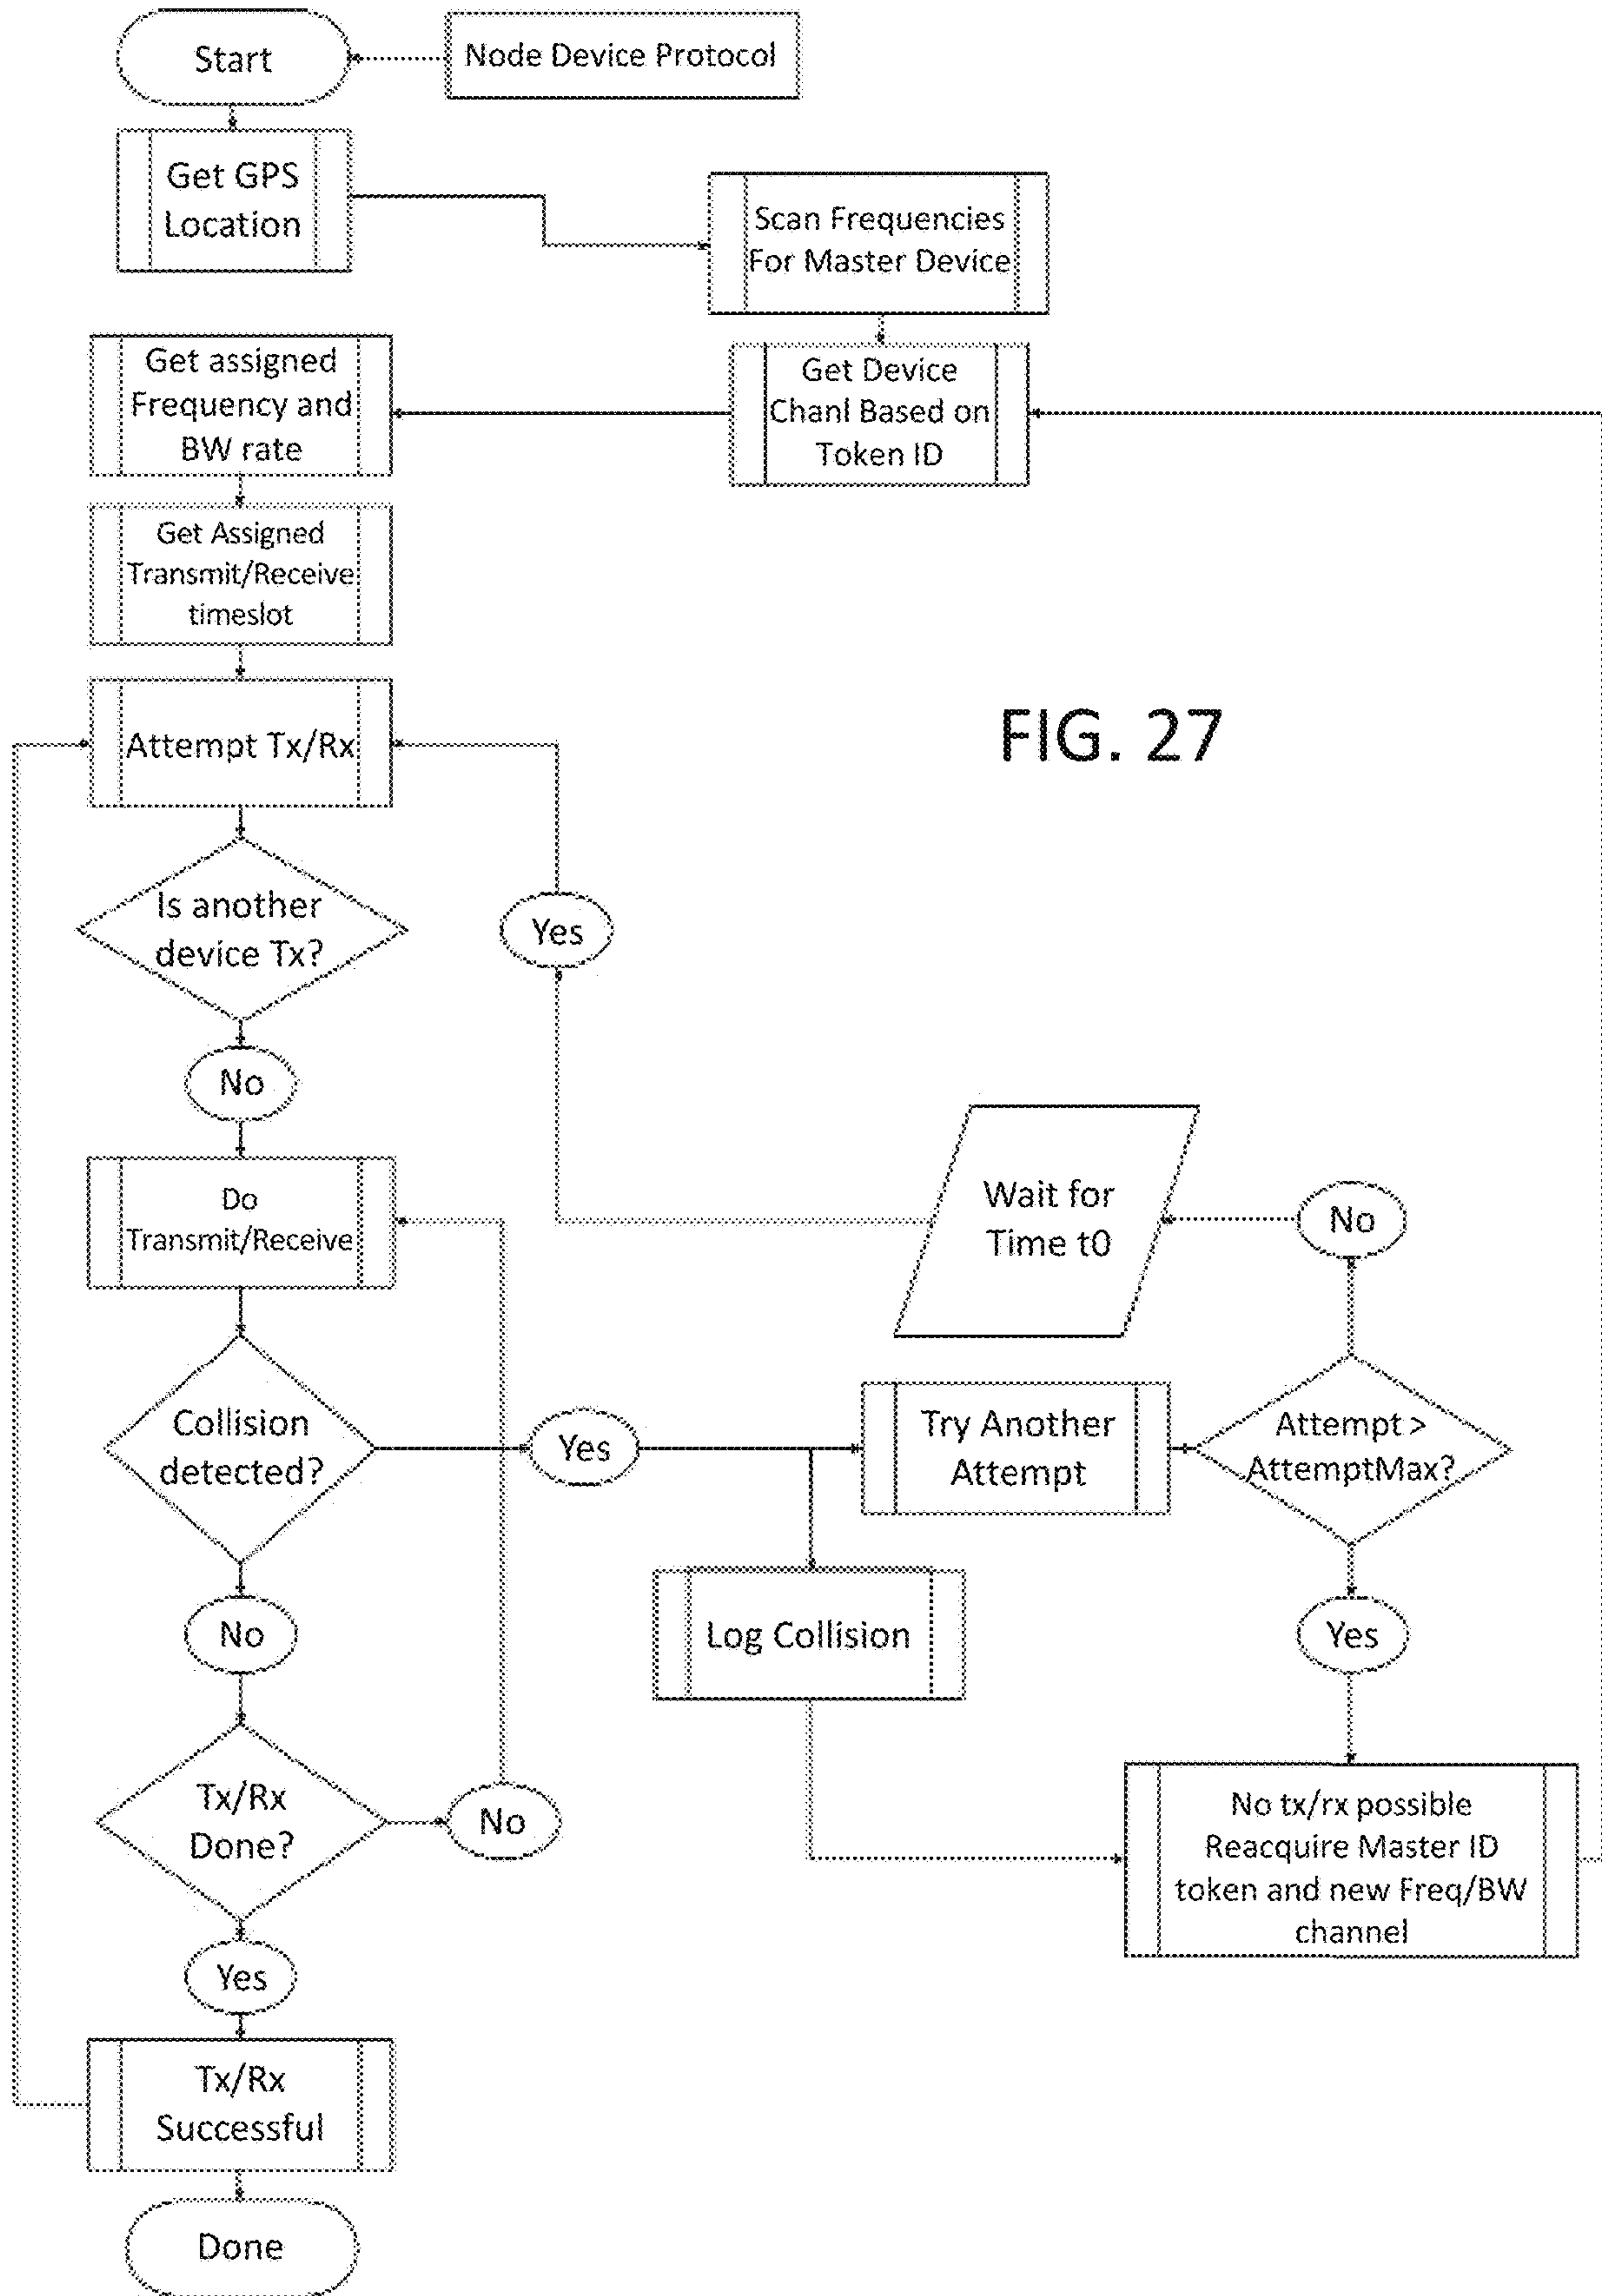 Start
Node Device Protocol
Get GPS
Location
Scan Frequencies
For Master Device
Get assigned
Frequency and
BW rate
Get Device
Chanl Based on
Token ID
Get Assigned
Transmit/Receive
timeslot
FIG. 27
Attempt Tx/Rx
Is another
device Tx?
Yes
No
Do
Transmit/Receive
Wait for
Time t0
No
Collision
detected?
Yes
Try Another
Attempt
Attempt >
AttemptMax?
No
Log Collision
Yes
Tx/Rx
Done?
No
No tx/rx possible
Reacquire Master ID
token and new Freq/BW
channel
Yes
Tx/Rx
Successful
Done